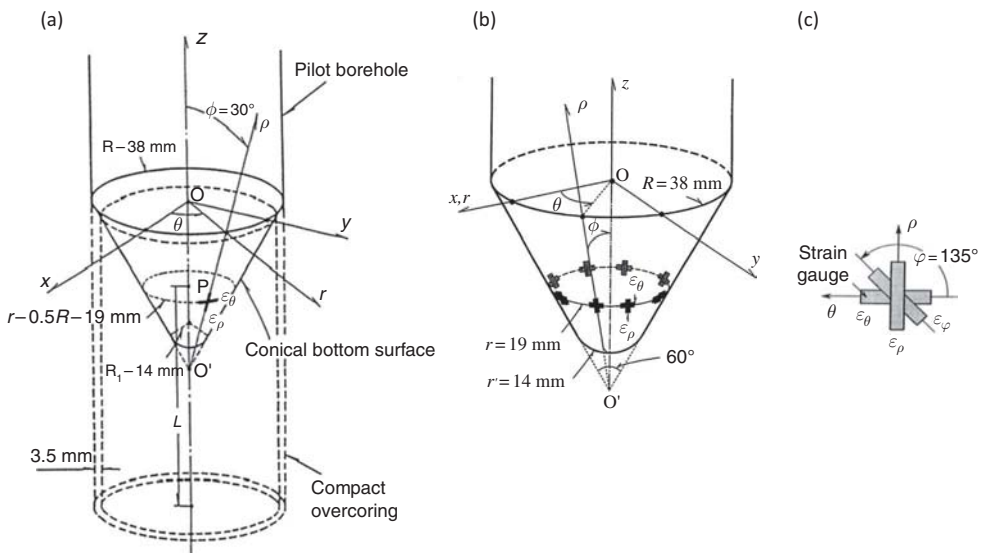 (a)
z
Pilot borehole
ϕ=30°
ρ
R–38 mm
O
θ
y
x
r
P
εθ
r–0.5R–19 mm
ερ
Conical bottom surface
R₁–14 mm
O'
L
3.5 mm
Compact
overcoring
(b)
z
ρ
O
x,r
R=38 mm
θ
ϕ
y
εθ
ερ
r=19 mm
60°
r'=14 mm
O'
(c)
ρ
Strain
gauge
φ=135°
θ
εθ
εφ
ερ